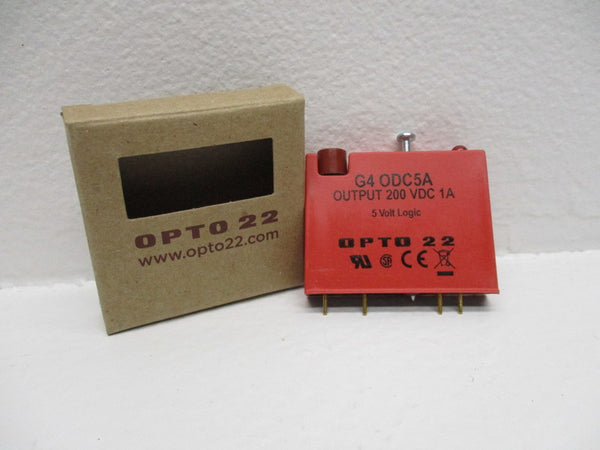 OPTO 22
www.opto22.com
G4 ODC5A
OUTPUT 200 VDC 1A
5 Volt Logic
OPTO 22